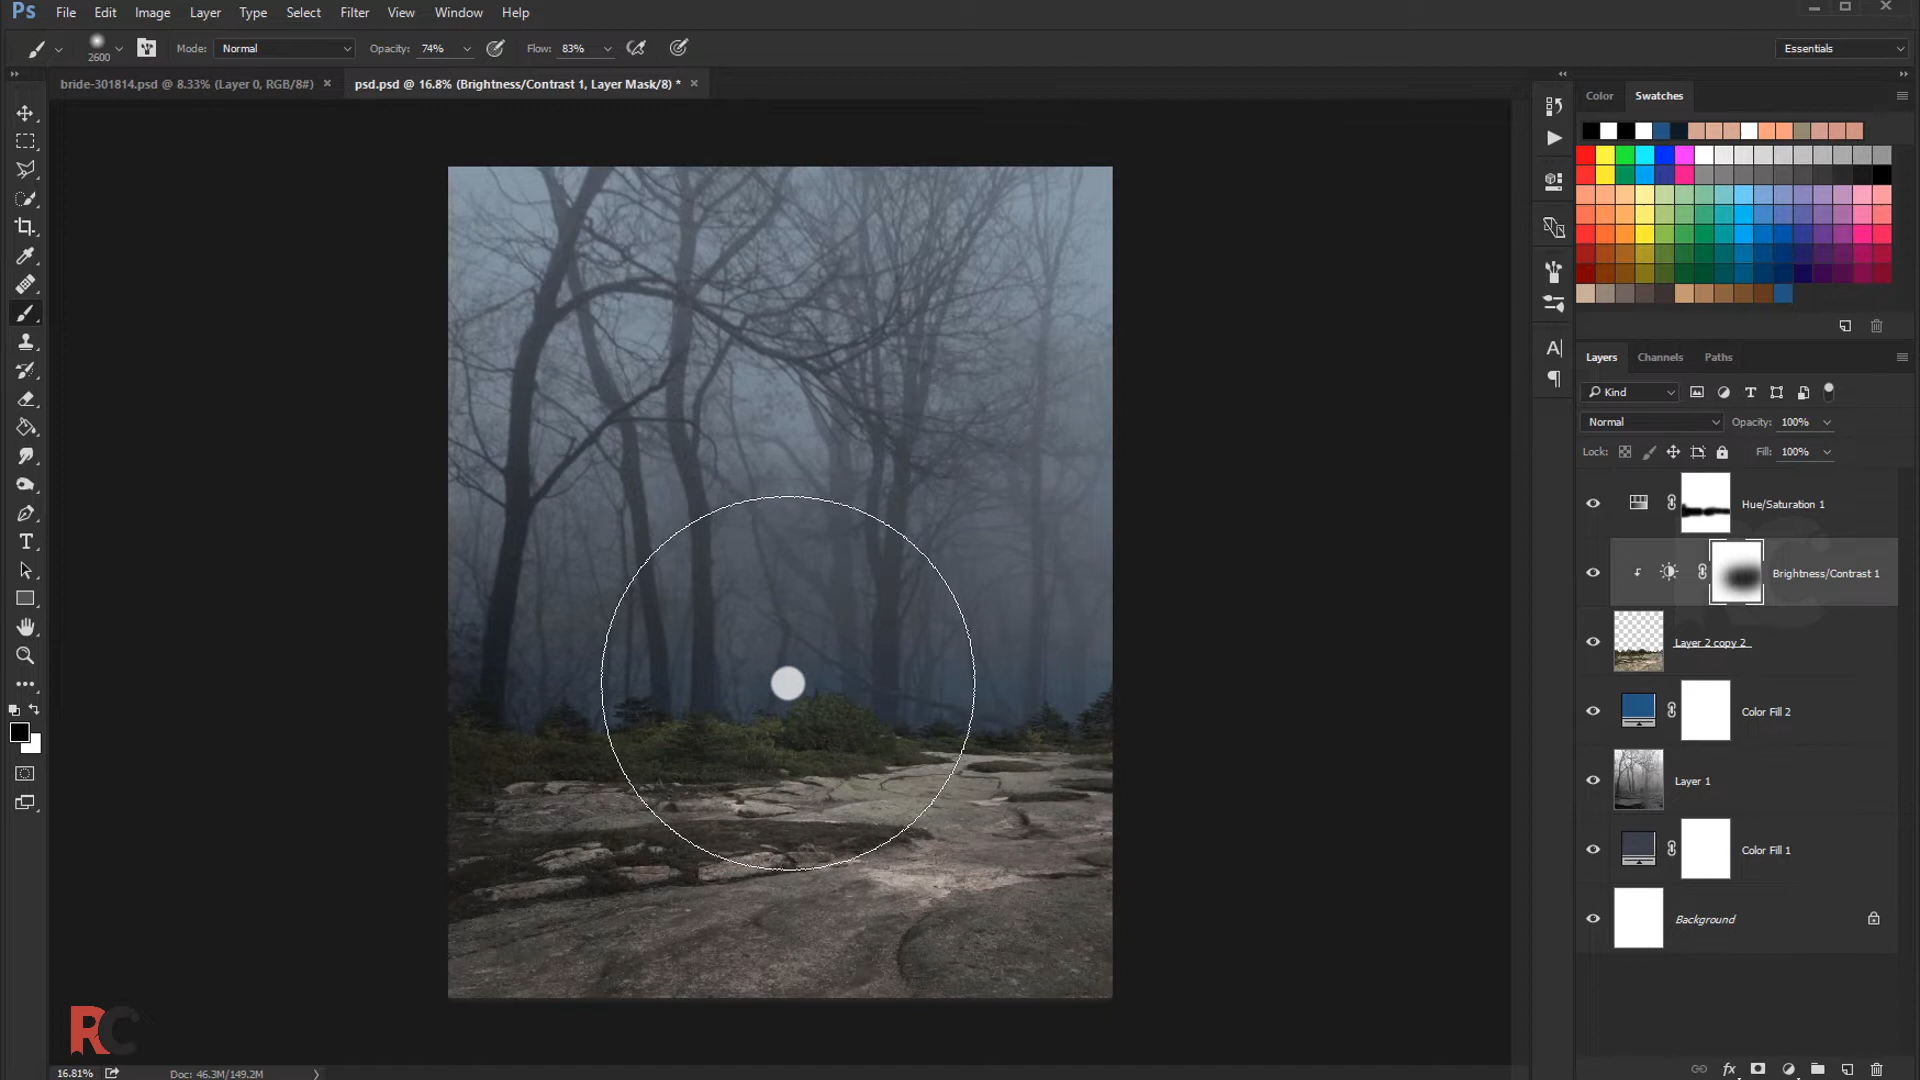 Ps File Edit Image Layer Type Select Filter View Window Help
2600 Mode: Normal Opacity: 74% Flow: 83% Essentials
bride-301814.psd @ 8.33% (Layer 0, RGB/8#) × psd.psd @ 16.8% (Brightness/Contrast 1, Layer Mask/8) * ×
Color Swatches
Layers Channels Paths
Kind
Normal Opacity: 100%
Lock: Fill: 100%
Hue/Saturation 1
Brightness/Contrast 1
Layer 2 copy 2
Color Fill 2
Layer 1
Color Fill 1
Background
RC
16.81% Doc: 46.3M/149.2M